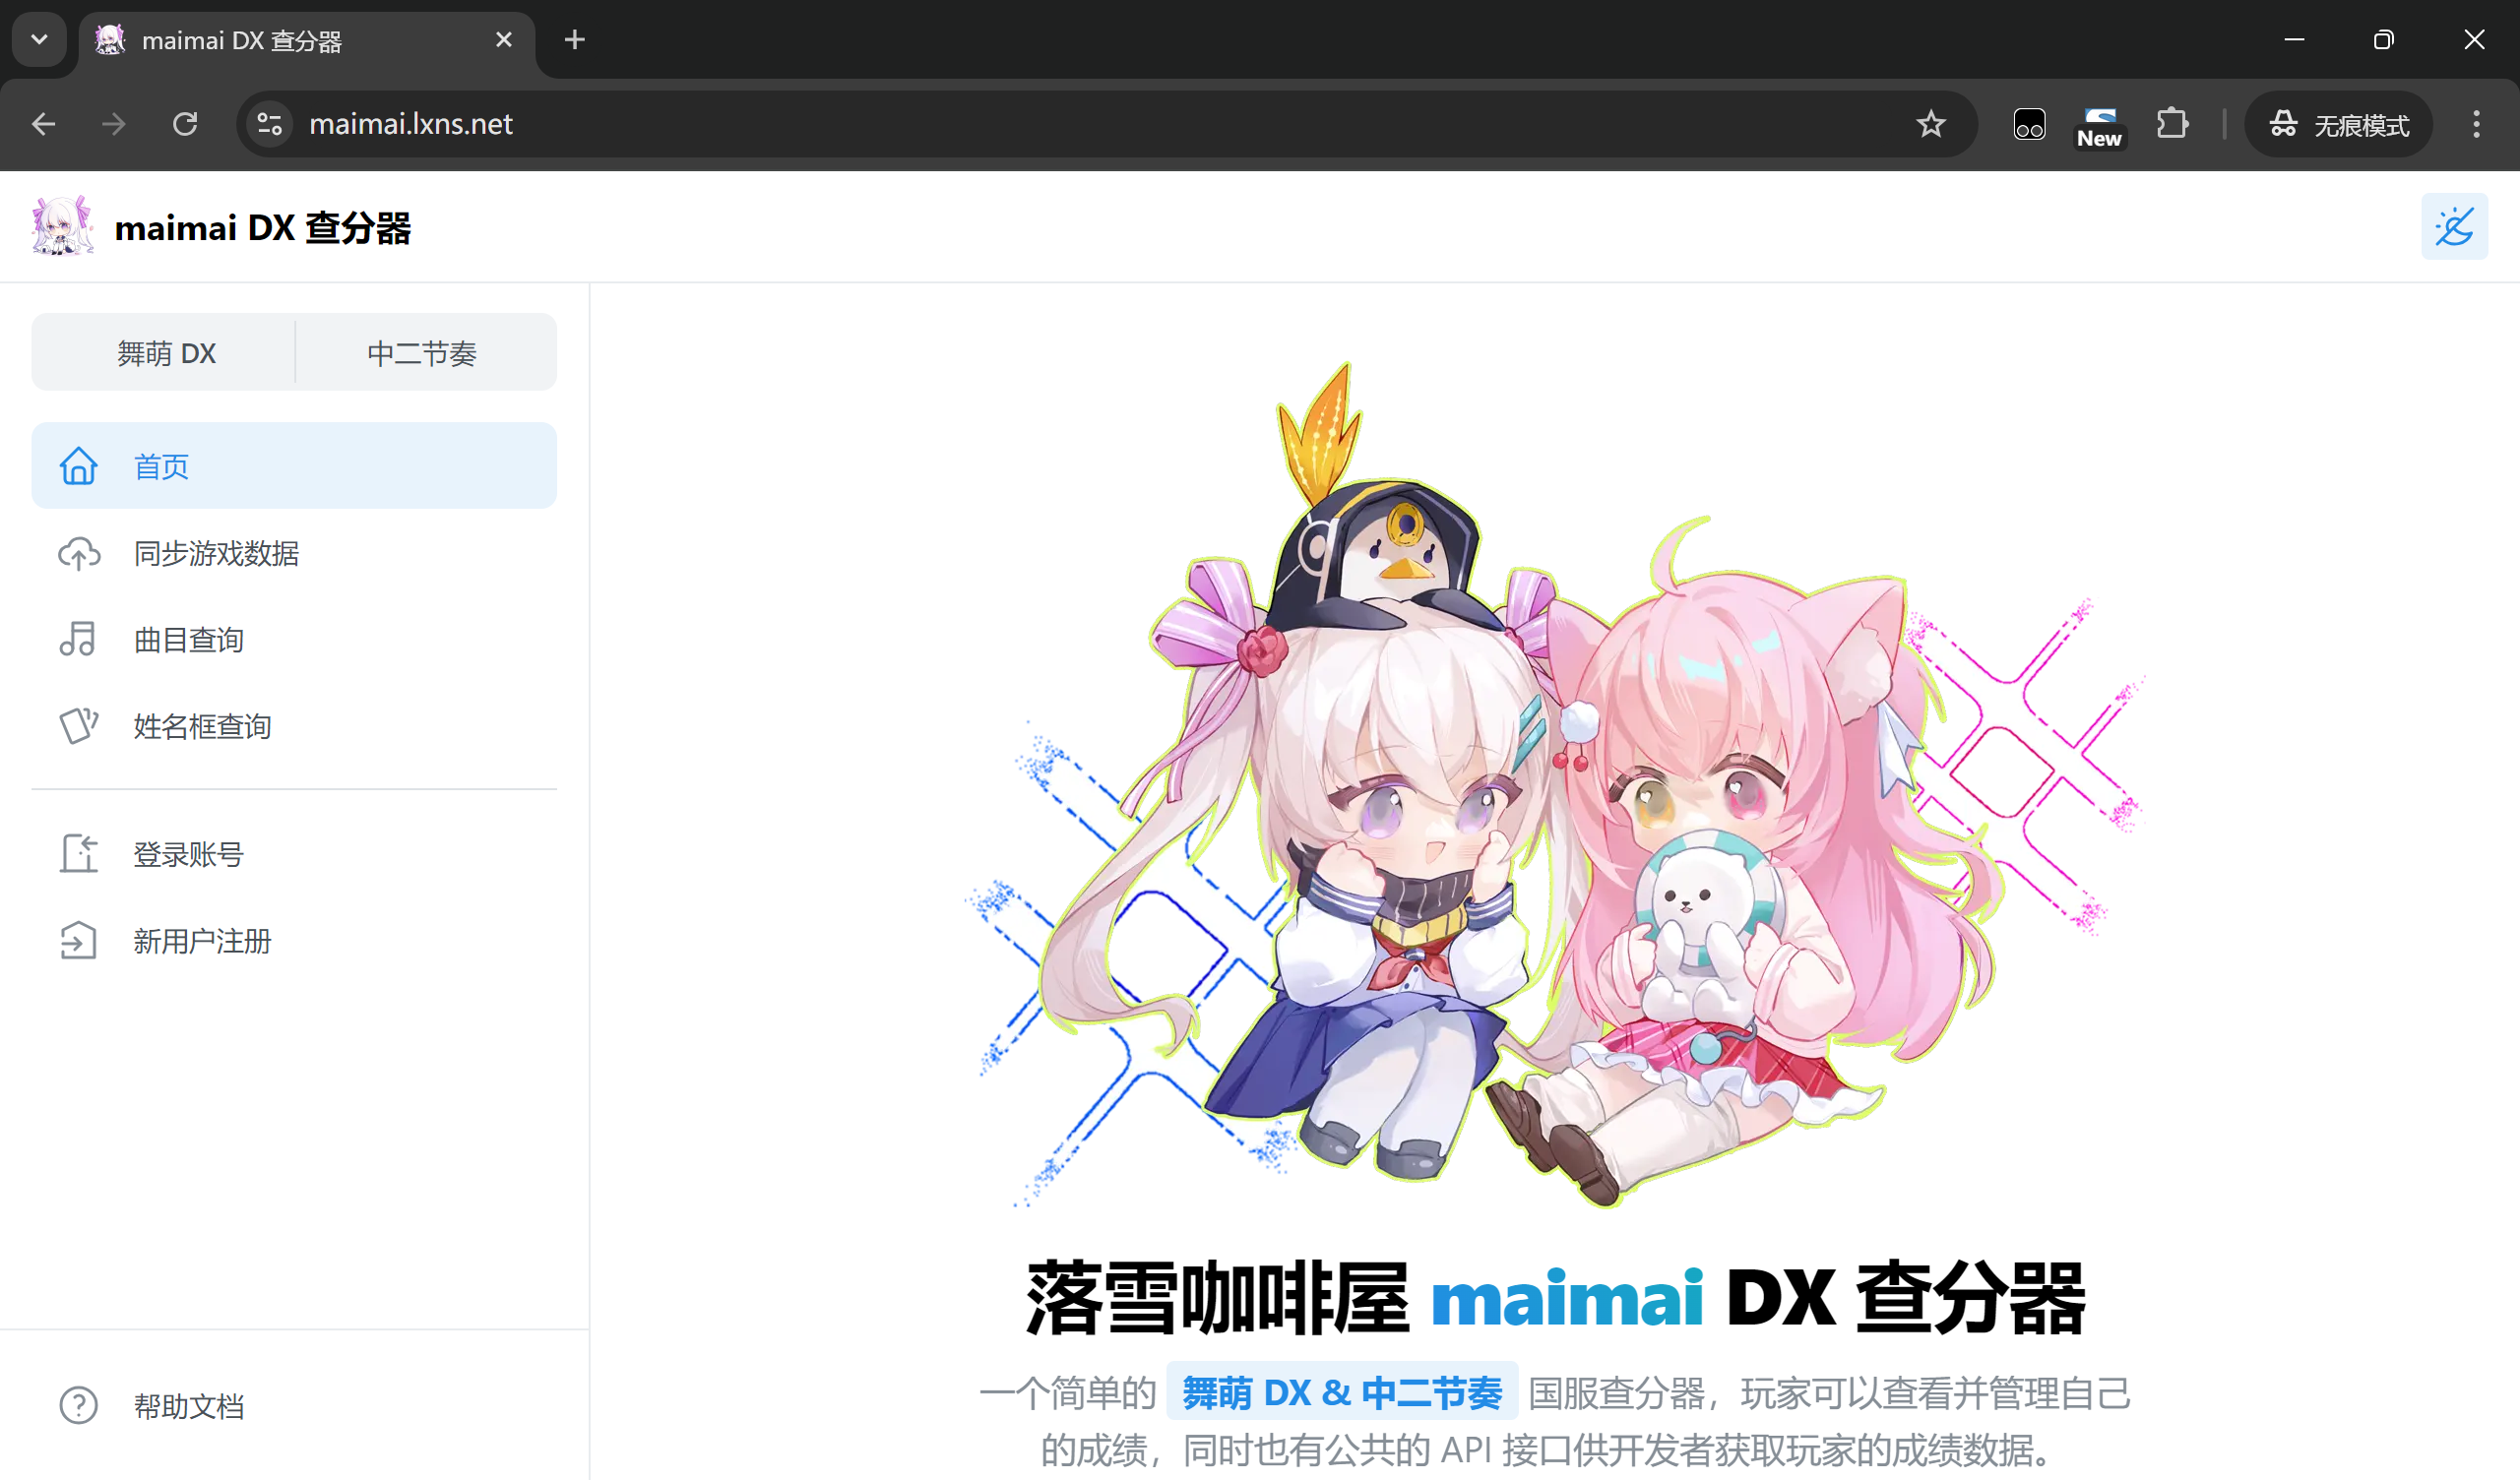 maimai DX 查分器
maimai.lxns.net
New
无痕模式
maimai DX 查分器
舞萌 DX
中二节奏
首页
同步游戏数据
曲目查询
姓名框查询
登录账号
新用户注册
帮助文档
落雪咖啡屋 maimai DX 查分器
一个简单的 舞萌 DX & 中二节奏 国服查分器，玩家可以查看并管理自己
的成绩，同时也有公共的 API 接口供开发者获取玩家的成绩数据。